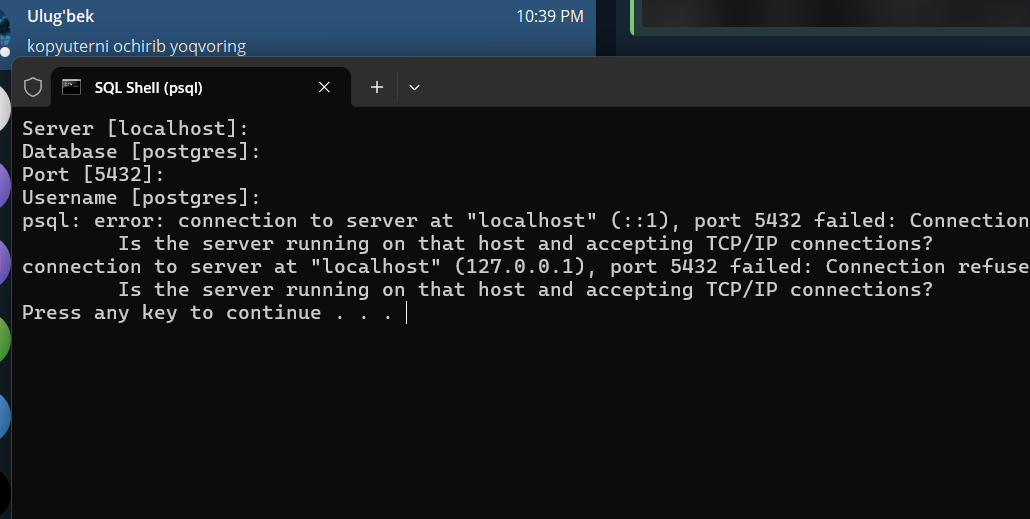 Ulug'bek
10:39 PM
kopyuterni ochirib yoqvoring
SQL Shell (psql)
Server [localhost]:
Database [postgres]:
Port [5432]:
Username [postgres]:
psql: error: connection to server at "localhost" (::1), port 5432 failed: Connection
Is the server running on that host and accepting TCP/IP connections?
connection to server at "localhost" (127.0.0.1), port 5432 failed: Connection refuse
Is the server running on that host and accepting TCP/IP connections?
Press any key to continue . . .